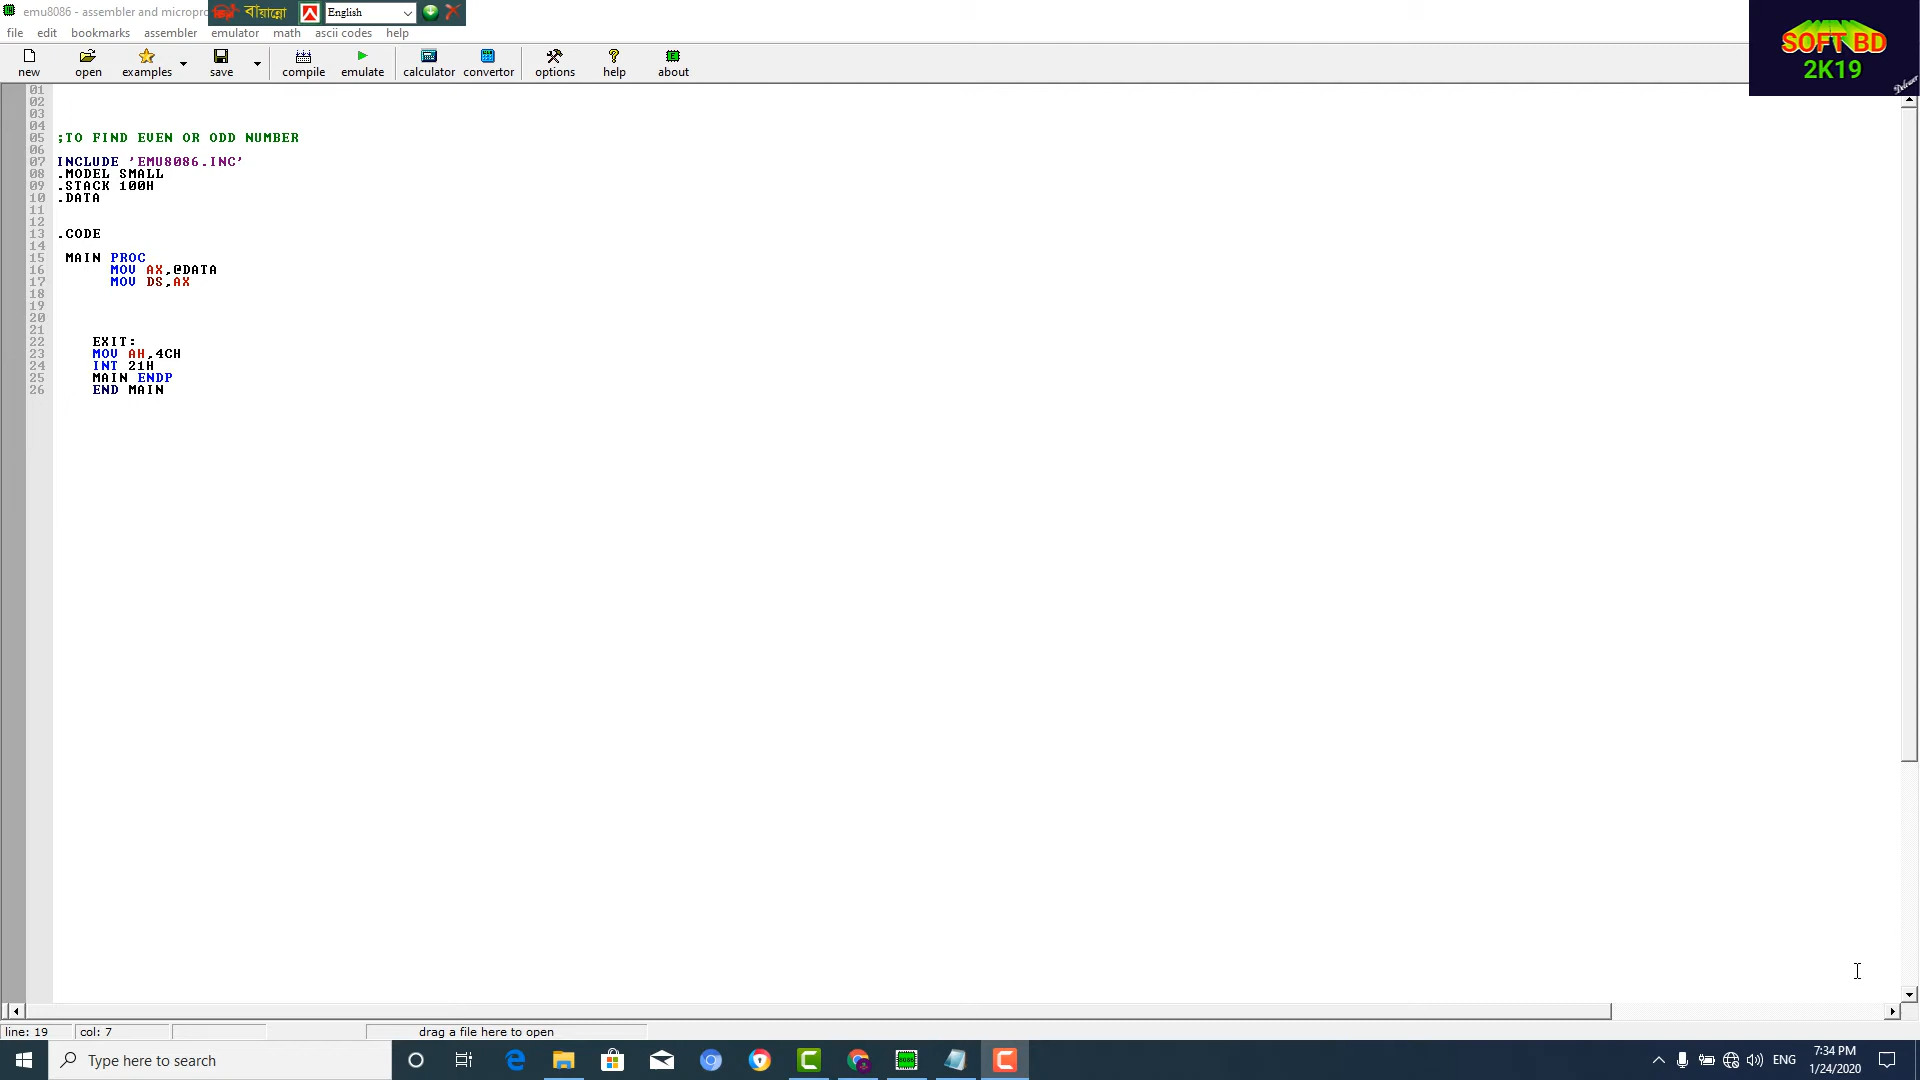 emu8086 - assembler and micropr
বায়ান্নো
English
file edit bookmarks assembler emulator math ascii codes help
new open examples save compile emulate calculator convertor options help about
SOFT BD
2K19
Delower
01
02
03
04
05 ;TO FIND EVEN OR ODD NUMBER
06
07 INCLUDE 'EMU8086.INC'
08 .MODEL SMALL
09 .STACK 100H
10 .DATA
11
12
13 .CODE
14
15 MAIN PROC
16 MOV AX,@DATA
17 MOV DS,AX
18
19
20
21
22 EXIT:
23 MOV AH,4CH
24 INT 21H
25 MAIN ENDP
26 END MAIN
line: 19 col: 7 drag a file here to open
Type here to search
ENG
7:34 PM
1/24/2020